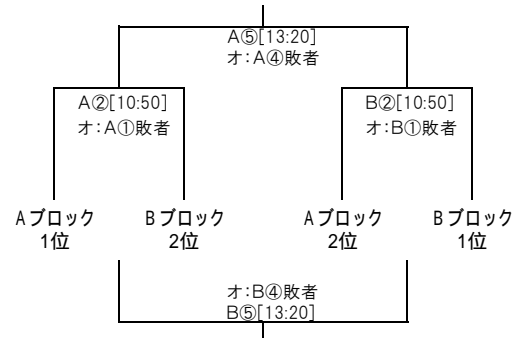 A⑤[13:20]
オ:A④敗者
A②[10:50]
オ:A①敗者
B②[10:50]
オ:B①敗者
Aブロック
1位
Bブロック
2位
Aブロック
2位
Bブロック
1位
オ:B④敗者
B⑤[13:20]